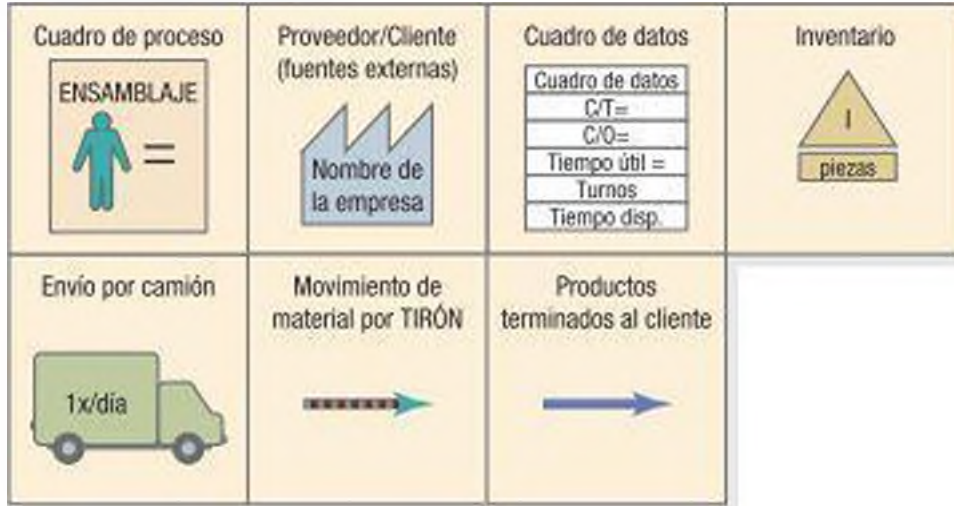 Cuadro de proceso
ENSAMBLAJE
=
Proveedor/Cliente
(fuentes externas)
Nombre de
la empresa
Cuadro de datos
Cuadro de datos
C/T=
C/O=
Tiempo útil =
Turnos
Tiempo disp.
Inventario
I
piezas
Envío por camión
1x/día
Movimiento de
material por TIRÓN
Productos
terminados al cliente